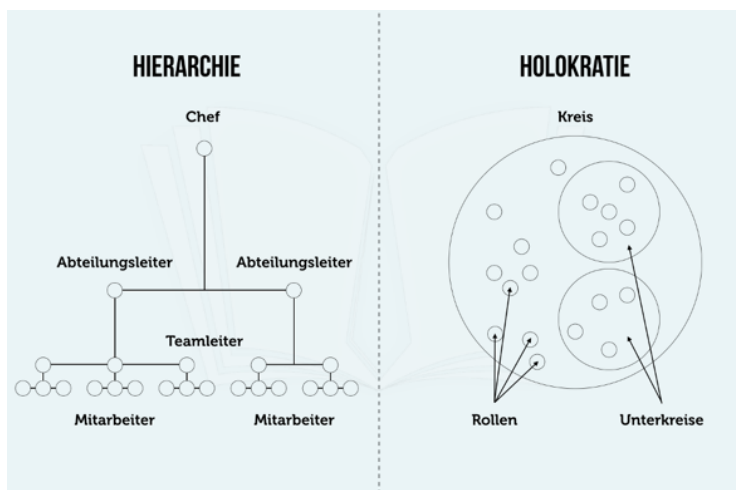 HIERARCHIE
Chef
Abteilungsleiter
Abteilungsleiter
Teamleiter
Mitarbeiter
Mitarbeiter
HOLOKRATIE
Kreis
Rollen
Unterkreise